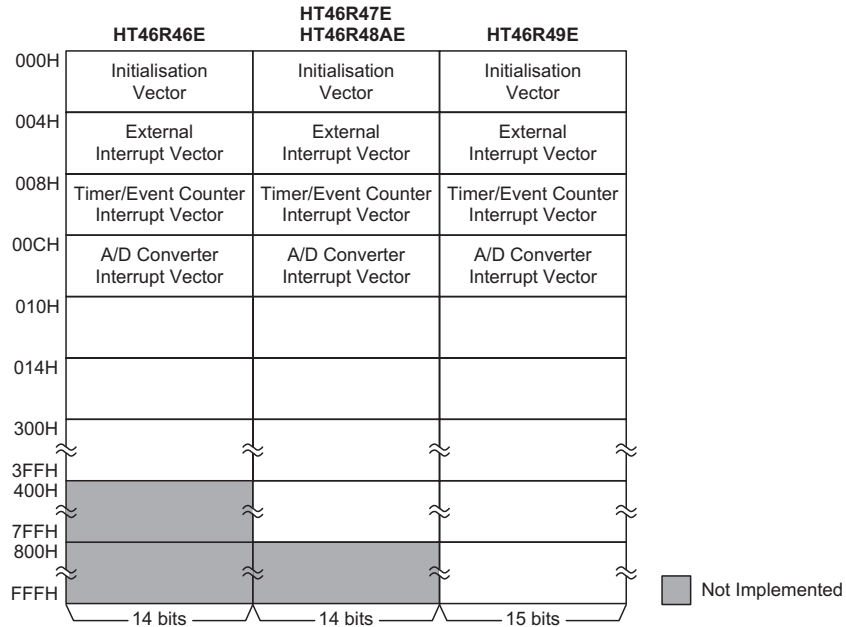 HT46R46E
HT46R47E
HT46R48AE
HT46R49E
000H
Initialisation
Vector
Initialisation
Vector
Initialisation
Vector
004H
External
Interrupt Vector
External
Interrupt Vector
External
Interrupt Vector
008H
Timer/Event Counter
Interrupt Vector
Timer/Event Counter
Interrupt Vector
Timer/Event Counter
Interrupt Vector
00CH
A/D Converter
Interrupt Vector
A/D Converter
Interrupt Vector
A/D Converter
Interrupt Vector
010H
014H
300H
3FFH
400H
7FFH
800H
FFFH
14 bits
14 bits
15 bits
Not Implemented